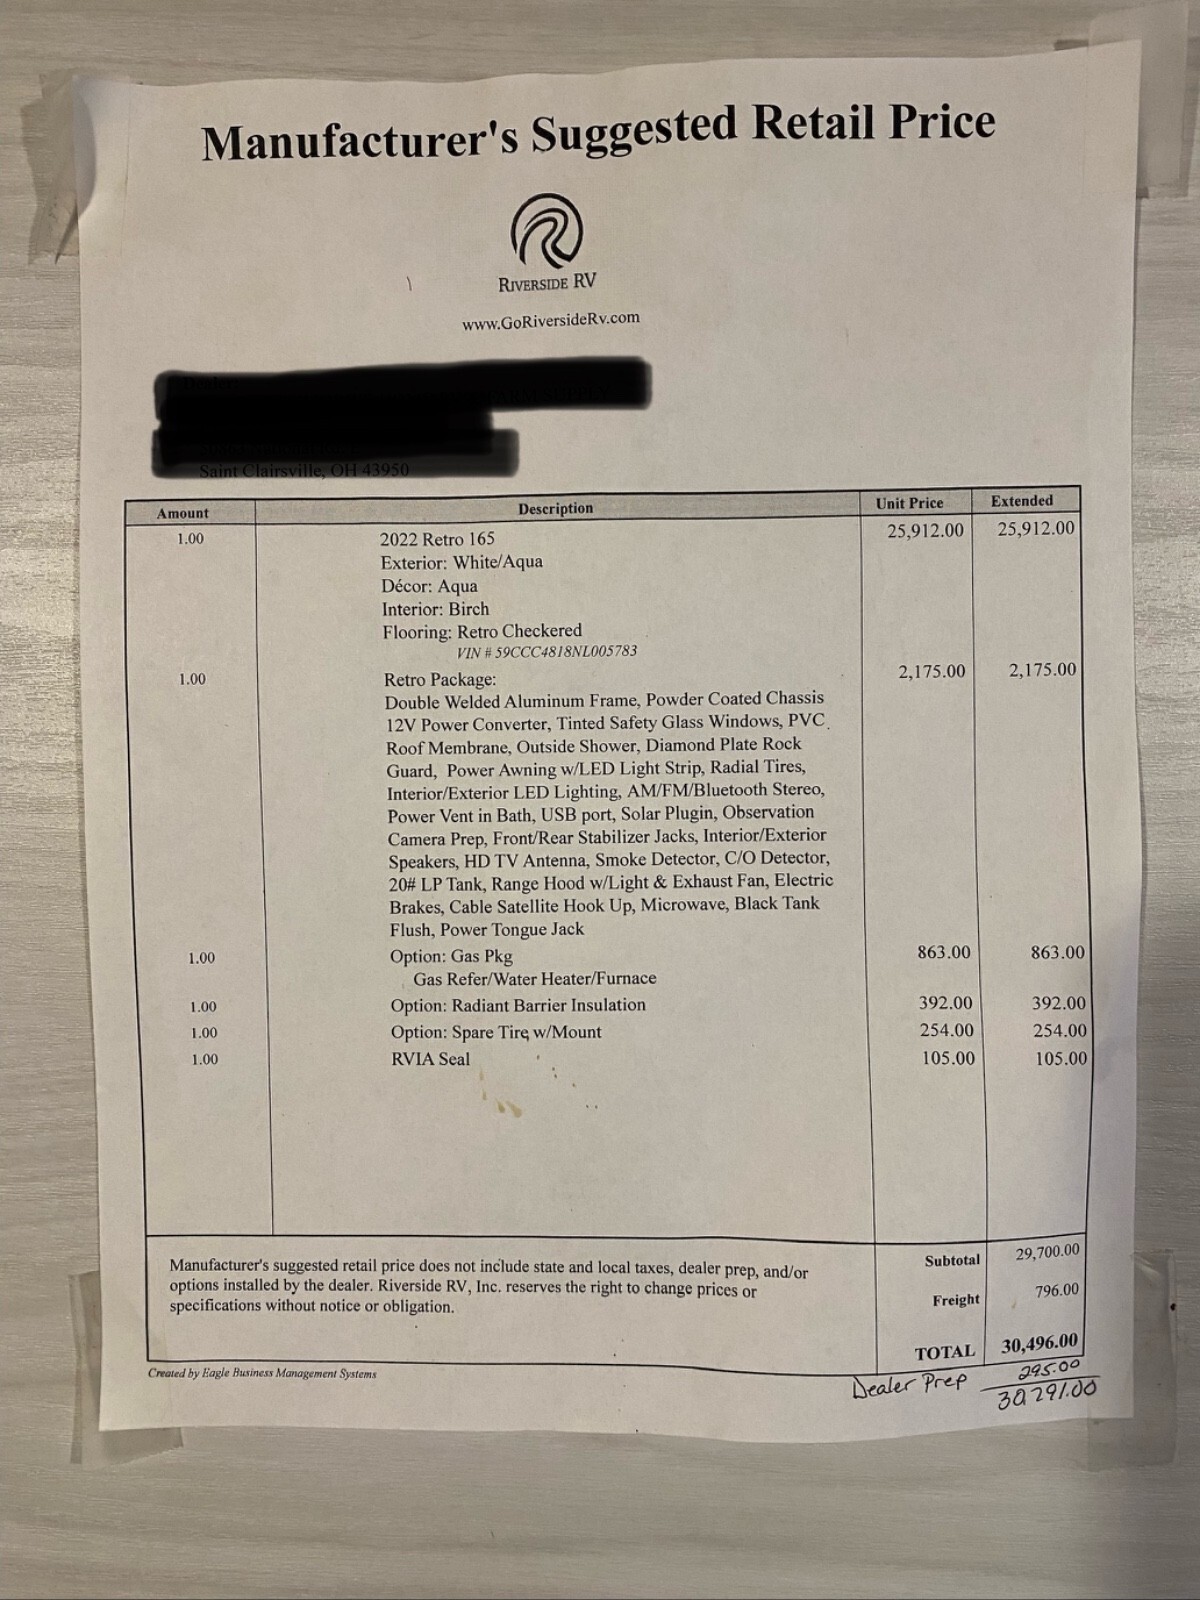 Manufacturer's Suggested Retail Price
RIVERSIDE RV
www.GoRiversideRv.com
Saint Clairsville, OH 43950
Amount Description Unit Price Extended
1.00 2022 Retro 165 25,912.00 25,912.00
Exterior: White/Aqua
Décor: Aqua
Interior: Birch
Flooring: Retro Checkered
VIN # 59CCC4818NL005783
1.00 Retro Package: 2,175.00 2,175.00
Double Welded Aluminum Frame, Powder Coated Chassis
12V Power Converter, Tinted Safety Glass Windows, PVC
Roof Membrane, Outside Shower, Diamond Plate Rock
Guard, Power Awning w/LED Light Strip, Radial Tires,
Interior/Exterior LED Lighting, AM/FM/Bluetooth Stereo,
Power Vent in Bath, USB port, Solar Plugin, Observation
Camera Prep, Front/Rear Stabilizer Jacks, Interior/Exterior
Speakers, HD TV Antenna, Smoke Detector, C/O Detector,
20# LP Tank, Range Hood w/Light & Exhaust Fan, Electric
Brakes, Cable Satellite Hook Up, Microwave, Black Tank
Flush, Power Tongue Jack
1.00 Option: Gas Pkg 863.00 863.00
Gas Refer/Water Heater/Furnace
1.00 Option: Radiant Barrier Insulation 392.00 392.00
1.00 Option: Spare Tire w/Mount 254.00 254.00
1.00 RVIA Seal 105.00 105.00
Manufacturer's suggested retail price does not include state and local taxes, dealer prep, and/or
options installed by the dealer. Riverside RV, Inc. reserves the right to change prices or
specifications without notice or obligation.
Subtotal 29,700.00
Freight 796.00
TOTAL 30,496.00
Created by Eagle Business Management Systems
Dealer Prep 295.00
30,291.00